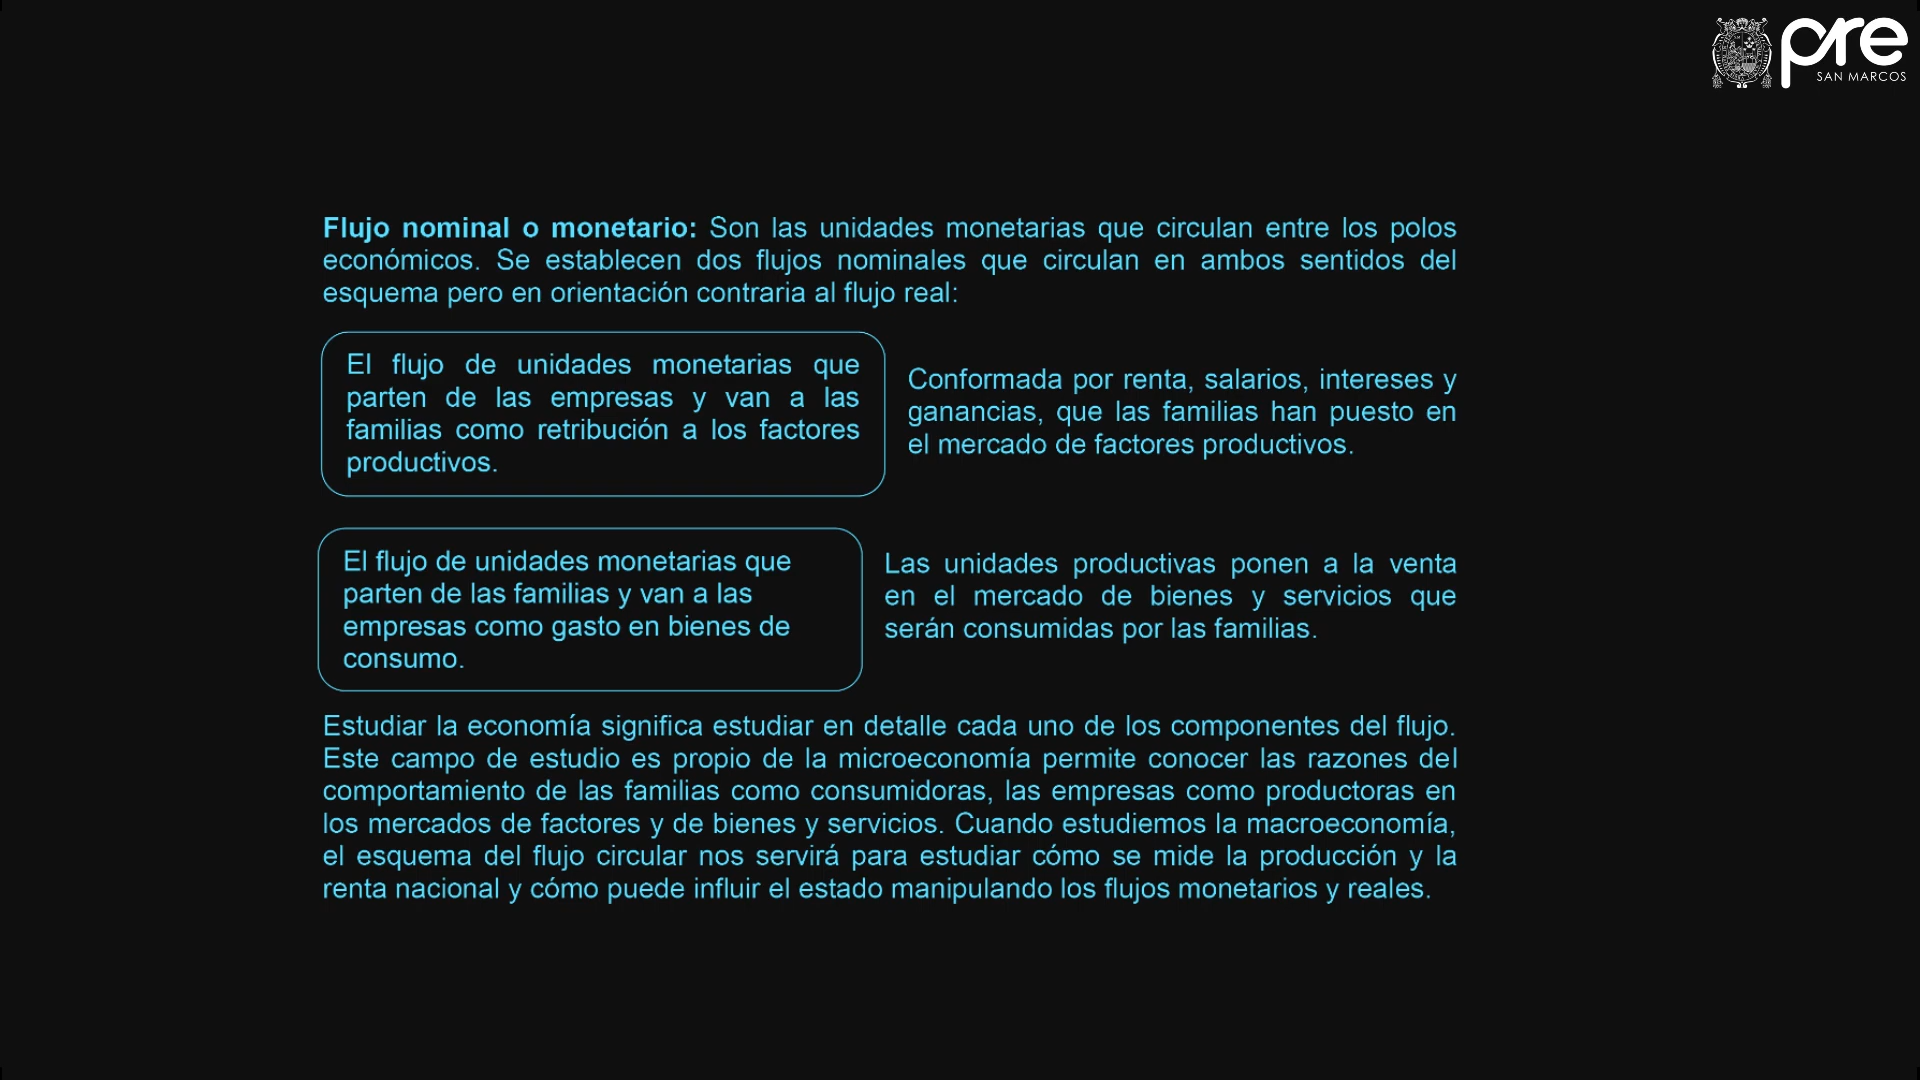 pre
SAN MARCOS
Flujo nominal o monetario: Son las unidades monetarias que circulan entre los polos
económicos. Se establecen dos flujos nominales que circulan en ambos sentidos del
esquema pero en orientación contraria al flujo real:
El flujo de unidades monetarias que
parten de las empresas y van a las
familias como retribución a los factores
productivos.
Conformada por renta, salarios, intereses y
ganancias, que las familias han puesto en
el mercado de factores productivos.
El flujo de unidades monetarias que
parten de las familias y van a las
empresas como gasto en bienes de
consumo.
Las unidades productivas ponen a la venta
en el mercado de bienes y servicios que
serán consumidas por las familias.
Estudiar la economía significa estudiar en detalle cada uno de los componentes del flujo.
Este campo de estudio es propio de la microeconomía permite conocer las razones del
comportamiento de las familias como consumidoras, las empresas como productoras en
los mercados de factores y de bienes y servicios. Cuando estudiemos la macroeconomía,
el esquema del flujo circular nos servirá para estudiar cómo se mide la producción y la
renta nacional y cómo puede influir el estado manipulando los flujos monetarios y reales.